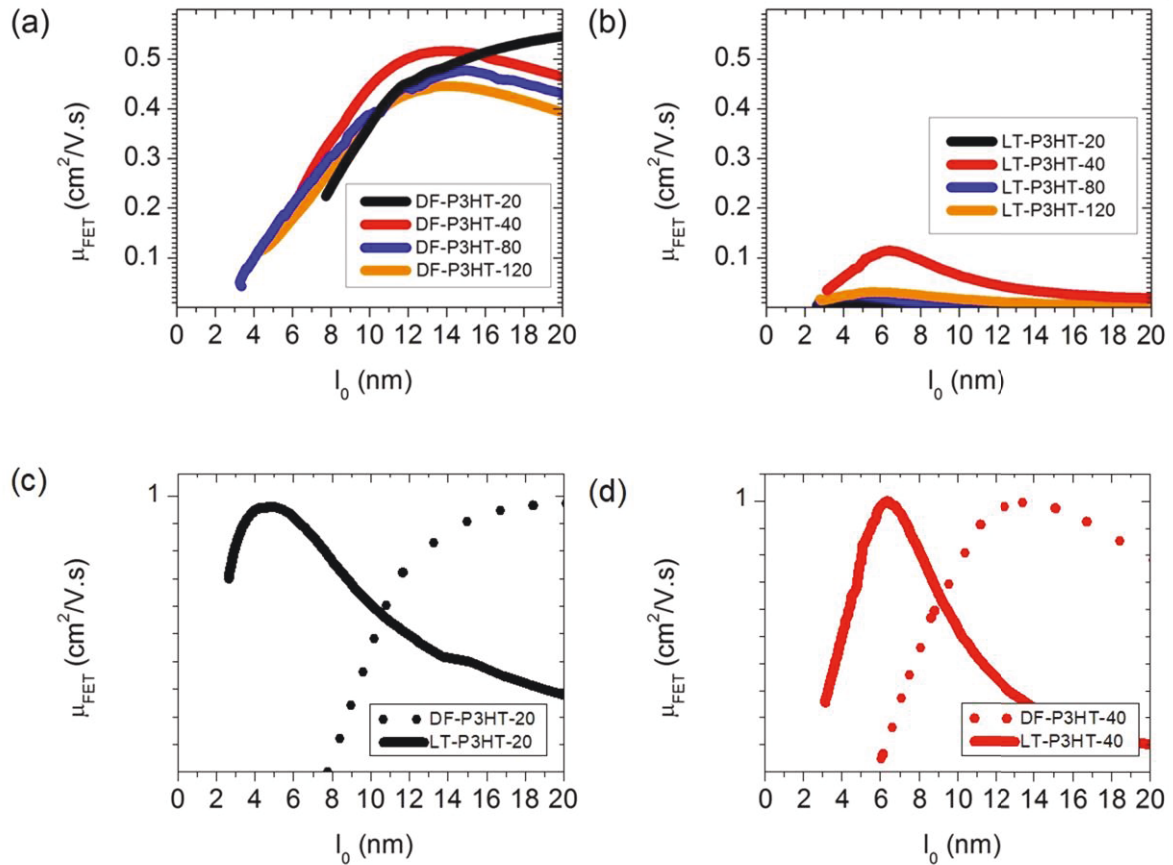 (a)
μFET (cm²/V.s)
0.5
0.4
0.3
0.2
0.1
DF-P3HT-20
DF-P3HT-40
DF-P3HT-80
DF-P3HT-120
0 2 4 6 8 10 12 14 16 18 20
l₀ (nm)
(b)
μFET (cm²/V.s)
0.5
0.4
0.3
0.2
0.1
LT-P3HT-20
LT-P3HT-40
LT-P3HT-80
LT-P3HT-120
0 2 4 6 8 10 12 14 16 18 20
l₀ (nm)
(c)
μFET (cm²/V.s)
1
DF-P3HT-20
LT-P3HT-20
0 2 4 6 8 10 12 14 16 18 20
l₀ (nm)
(d)
μFET (cm²/V.s)
1
DF-P3HT-40
LT-P3HT-40
0 2 4 6 8 10 12 14 16 18 20
l₀ (nm)